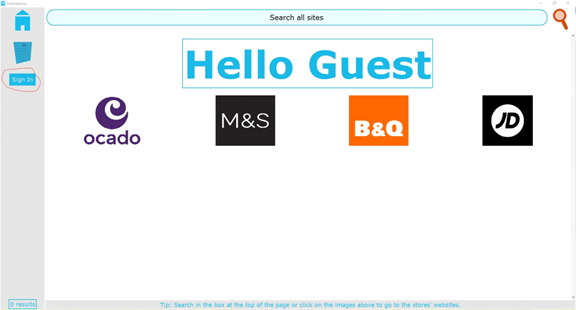 Search all sites
Sign In
Hello Guest
ocado
M&S
B&Q
JD
0 results
Tip: Search in the box at the top of the page or click on the images above to go to the stores' websites.